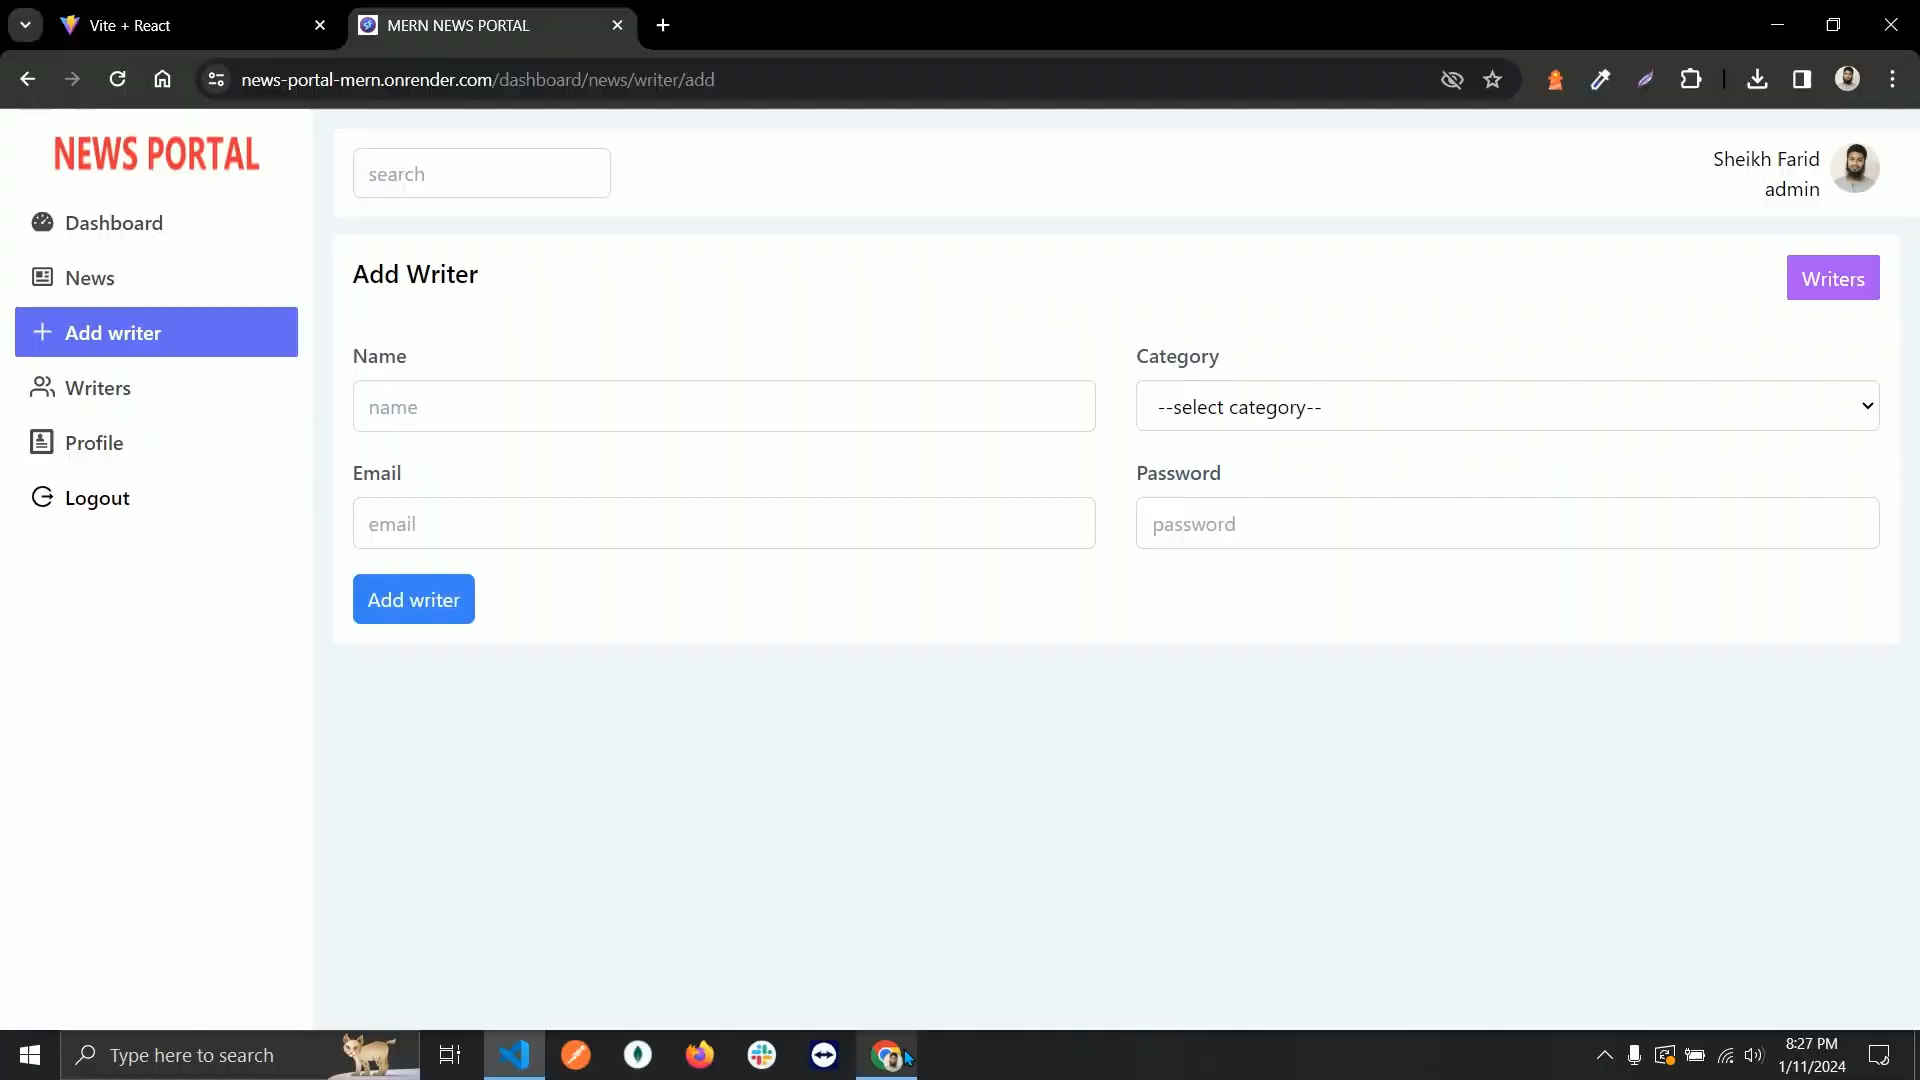 Vite + React
MERN NEWS PORTAL
news-portal-mern.onrender.com/dashboard/news/writer/add
NEWS PORTAL
Dashboard
News
Add writer
Writers
Profile
Logout
search
Sheikh Farid
admin
Add Writer
Writers
Name
Category
name
--select category--
Email
Password
email
password
Add writer
Type here to search
8:27 PM
1/11/2024